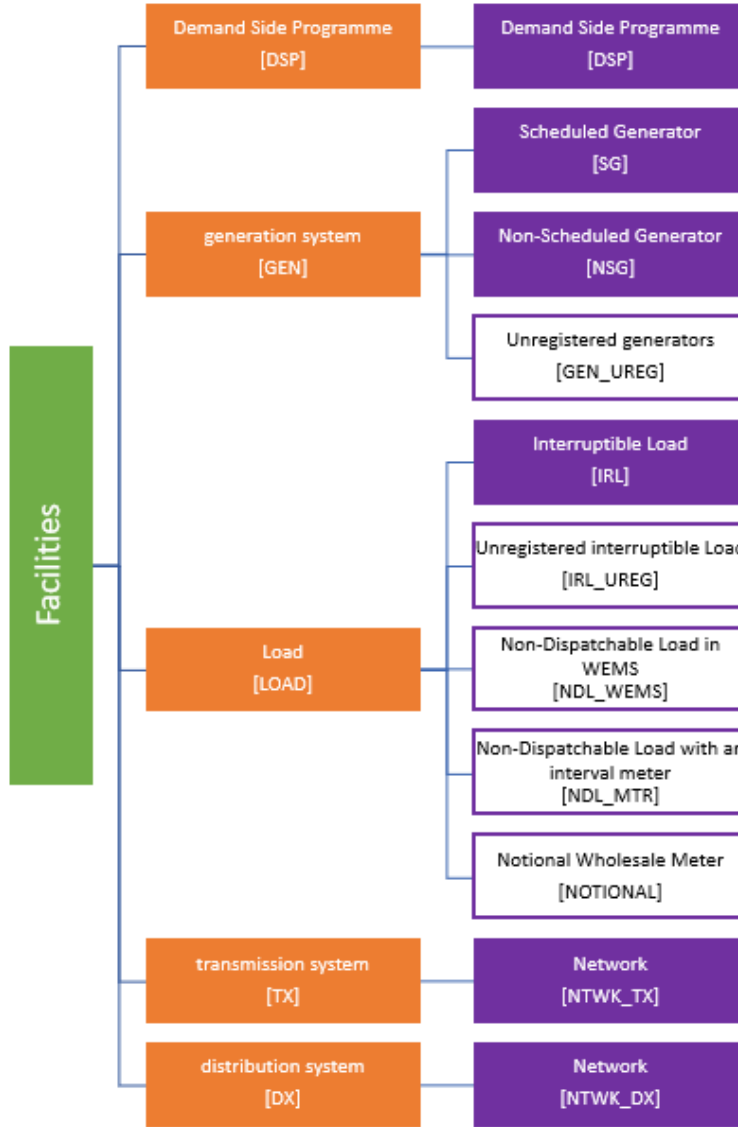 Facilities
Demand Side Programme
[DSP]
Demand Side Programme
[DSP]
generation system
[GEN]
Scheduled Generator
[SG]
Non-Scheduled Generator
[NSG]
Unregistered generators
[GEN_UREG]
Load
[LOAD]
Interruptible Load
[IRL]
Unregistered interruptible Load
[IRL_UREG]
Non-Dispatchable Load in
WEMS
[NDL_WEMS]
Non-Dispatchable Load with an
interval meter
[NDL_MTR]
Notional Wholesale Meter
[NOTIONAL]
transmission system
[TX]
Network
[NTWK_TX]
distribution system
[DX]
Network
[NTWK_DX]